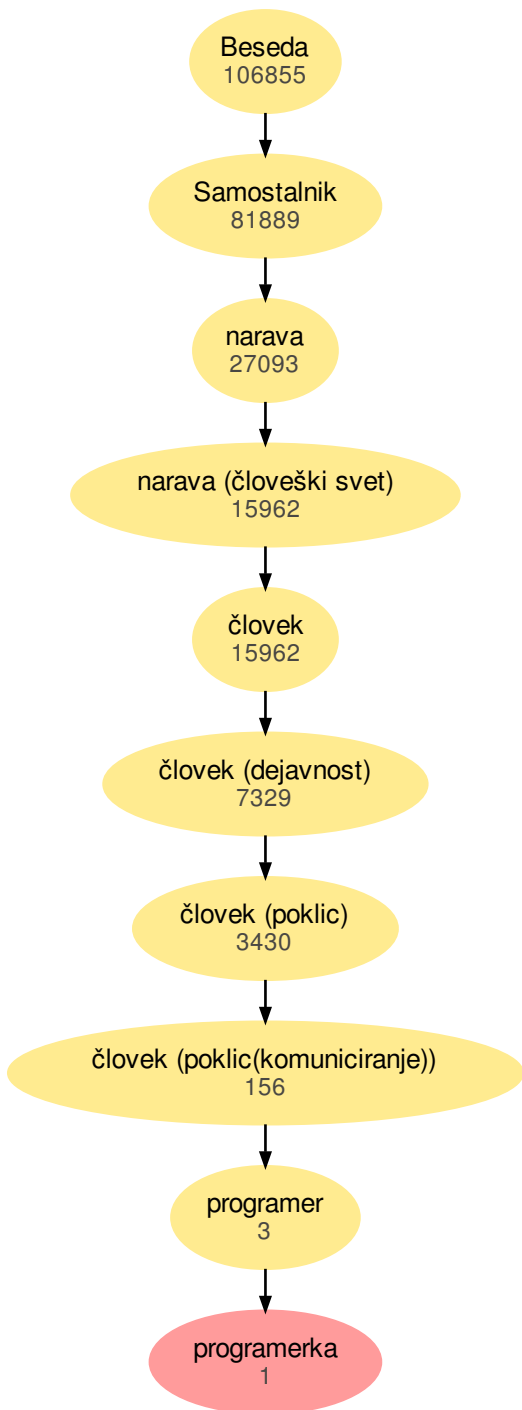 Beseda
106855
Samostalnik
81889
narava
27093
narava (človeški svet)
15962
človek
15962
človek (dejavnost)
7329
človek (poklic)
3430
človek (poklic(komuniciranje))
156
programer
3
programerka
1